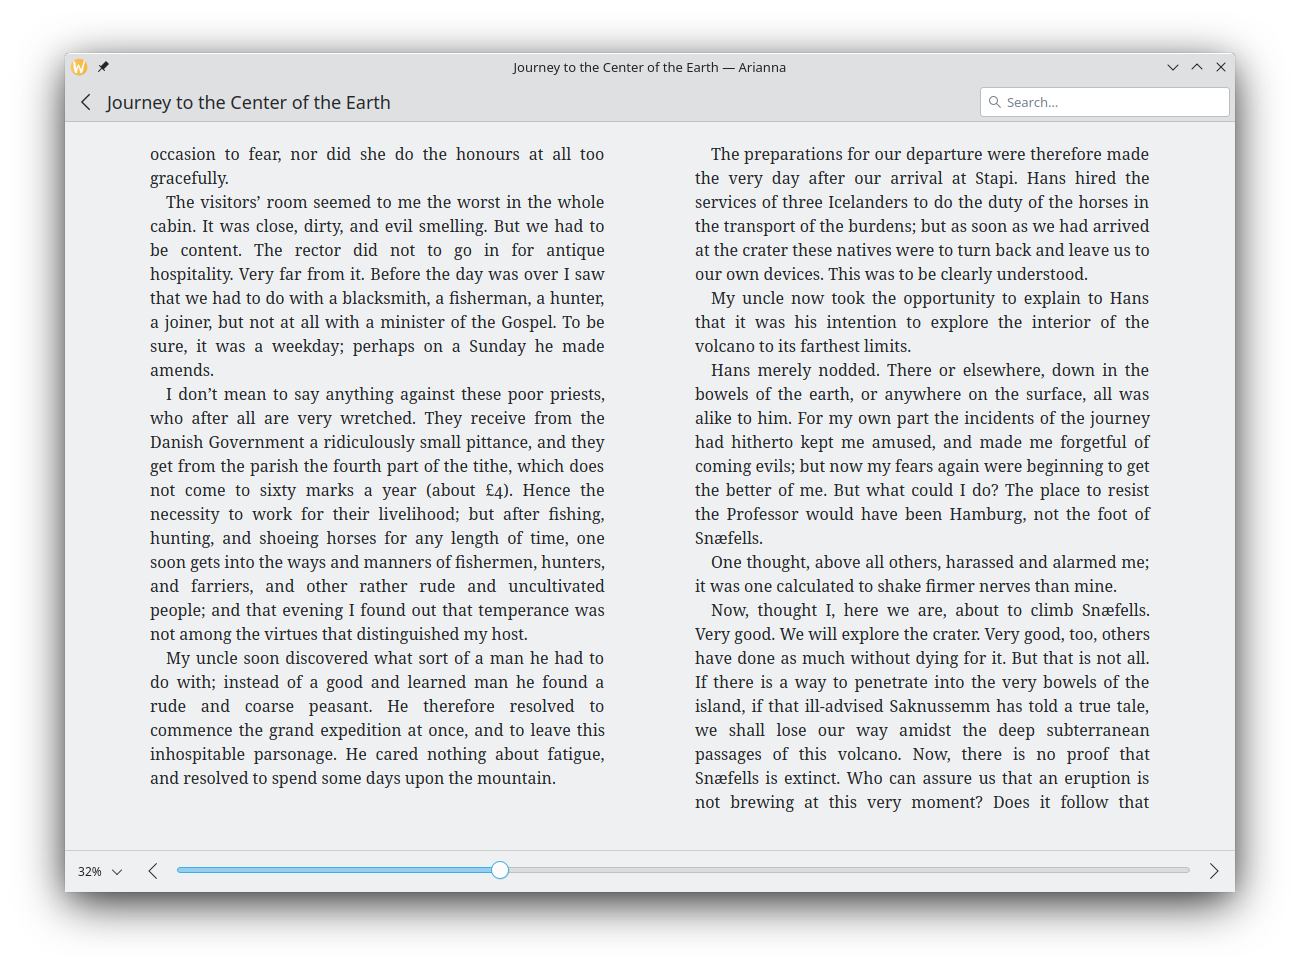 W
Journey to the Center of the Earth — Arianna
Journey to the Center of the Earth
Search...
occasion to fear, nor did she do the honours at all too
gracefully.
The visitors’ room seemed to me the worst in the whole
cabin. It was close, dirty, and evil smelling. But we had to
be content. The rector did not to go in for antique
hospitality. Very far from it. Before the day was over I saw
that we had to do with a blacksmith, a fisherman, a hunter,
a joiner, but not at all with a minister of the Gospel. To be
sure, it was a weekday; perhaps on a Sunday he made
amends.
I don’t mean to say anything against these poor priests,
who after all are very wretched. They receive from the
Danish Government a ridiculously small pittance, and they
get from the parish the fourth part of the tithe, which does
not come to sixty marks a year (about £4). Hence the
necessity to work for their livelihood; but after fishing,
hunting, and shoeing horses for any length of time, one
soon gets into the ways and manners of fishermen, hunters,
and farriers, and other rather rude and uncultivated
people; and that evening I found out that temperance was
not among the virtues that distinguished my host.
My uncle soon discovered what sort of a man he had to
do with; instead of a good and learned man he found a
rude and coarse peasant. He therefore resolved to
commence the grand expedition at once, and to leave this
inhospitable parsonage. He cared nothing about fatigue,
and resolved to spend some days upon the mountain.
The preparations for our departure were therefore made
the very day after our arrival at Stapi. Hans hired the
services of three Icelanders to do the duty of the horses in
the transport of the burdens; but as soon as we had arrived
at the crater these natives were to turn back and leave us to
our own devices. This was to be clearly understood.
My uncle now took the opportunity to explain to Hans
that it was his intention to explore the interior of the
volcano to its farthest limits.
Hans merely nodded. There or elsewhere, down in the
bowels of the earth, or anywhere on the surface, all was
alike to him. For my own part the incidents of the journey
had hitherto kept me amused, and made me forgetful of
coming evils; but now my fears again were beginning to get
the better of me. But what could I do? The place to resist
the Professor would have been Hamburg, not the foot of
Snæfells.
One thought, above all others, harassed and alarmed me;
it was one calculated to shake firmer nerves than mine.
Now, thought I, here we are, about to climb Snæfells.
Very good. We will explore the crater. Very good, too, others
have done as much without dying for it. But that is not all.
If there is a way to penetrate into the very bowels of the
island, if that ill-advised Saknussemm has told a true tale,
we shall lose our way amidst the deep subterranean
passages of this volcano. Now, there is no proof that
Snæfells is extinct. Who can assure us that an eruption is
not brewing at this very moment? Does it follow that
32%